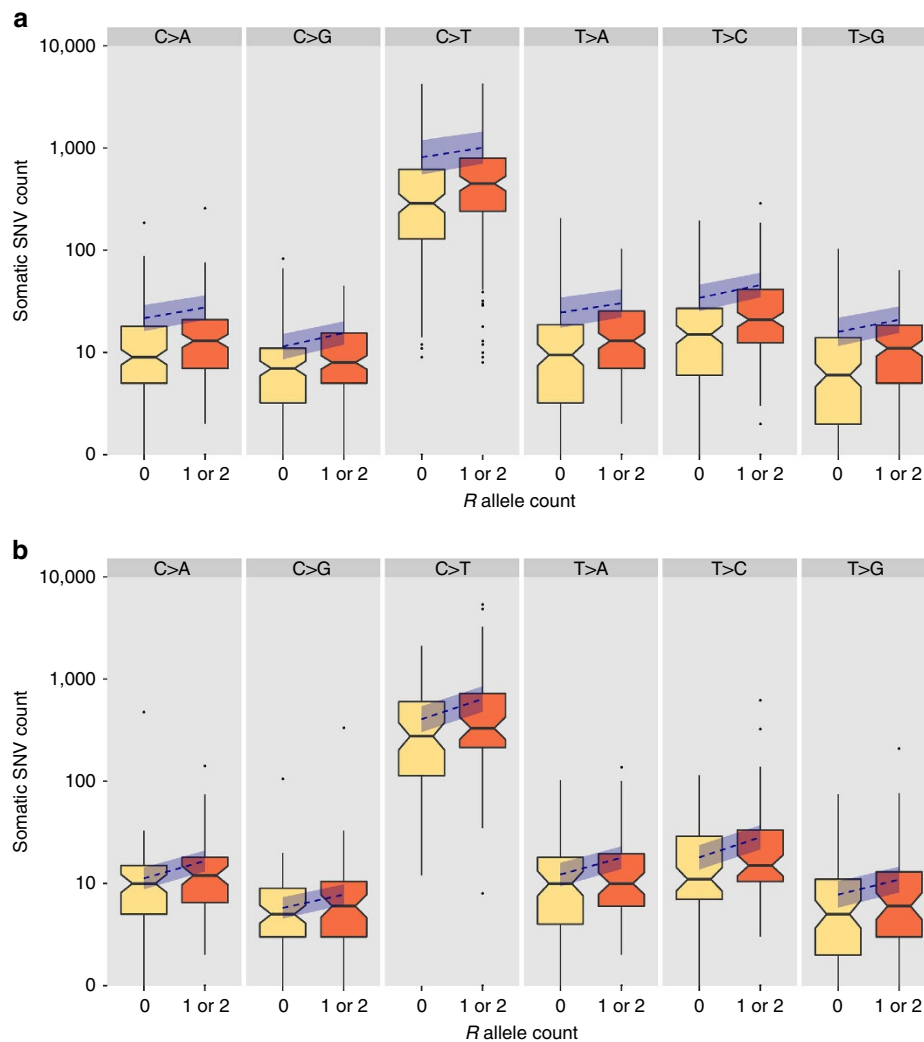 a
C>A C>G C>T T>A T>C T>G
10,000
1,000
100
10
0
Somatic SNV count
0 1 or 2 0 1 or 2 0 1 or 2 0 1 or 2 0 1 or 2 0 1 or 2
R allele count
b
C>A C>G C>T T>A T>C T>G
10,000
1,000
100
10
0
Somatic SNV count
0 1 or 2 0 1 or 2 0 1 or 2 0 1 or 2 0 1 or 2 0 1 or 2
R allele count